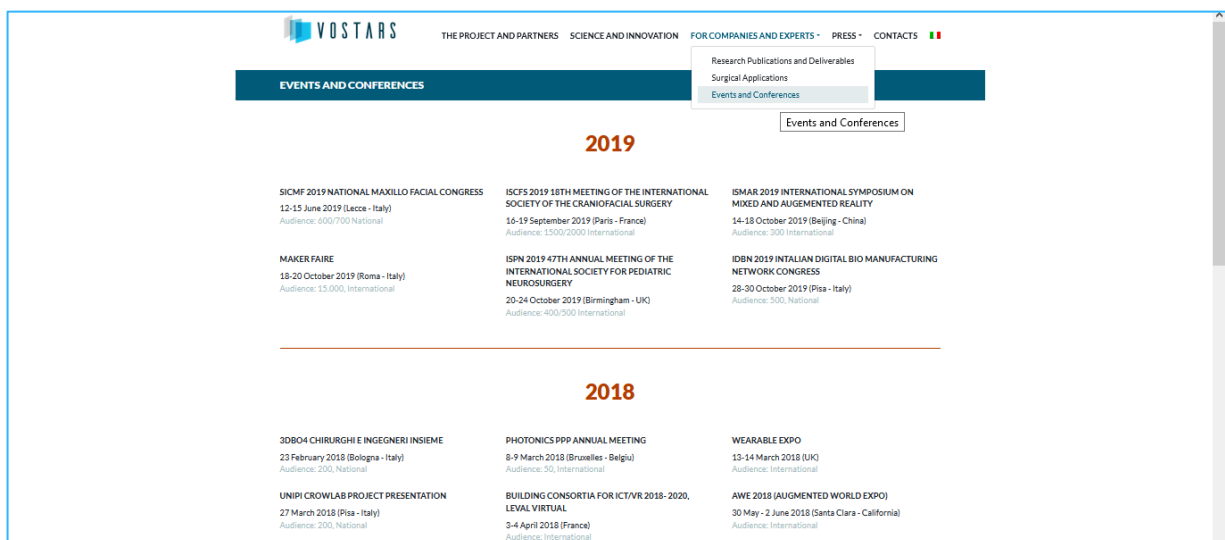 VOSTARS
THE PROJECT AND PARTNERS SCIENCE AND INNOVATION FOR COMPANIES AND EXPERTS PRESS CONTACTS
Research Publications and Deliverables
Surgical Applications
Events and Conferences
EVENTS AND CONFERENCES
Events and Conferences
2019
SICMF 2019 NATIONAL MAXILLO FACIAL CONGRESS
12-15 June 2019 (Lecce - Italy)
Audience: 600/700 National
ISCFS 2019 18TH MEETING OF THE INTERNATIONAL
SOCIETY OF THE CRANIOFACIAL SURGERY
16-19 September 2019 (Paris - France)
Audience: 1500/2000 International
ISMAR 2019 INTERNATIONAL SYMPOSIUM ON
MIXED AND AUGEMENTED REALITY
14-18 October 2019 (Beijing - China)
Audience: 300 International
MAKER FAIRE
18-20 October 2019 (Roma - Italy)
Audience: 15.000, International
ISPN 2019 47TH ANNUAL MEETING OF THE
INTERNATIONAL SOCIETY FOR PEDIATRIC
NEUROSURGERY
20-24 October 2019 (Birmingham - UK)
Audience: 400/500 International
IDBN 2019 INTALIAN DIGITAL BIO MANUFACTURING
NETWORK CONGRESS
28-30 October 2019 (Pisa - Italy)
Audience: 500, National
2018
3DBO4 CHIRURGHI E INGEGNERI INSIEME
23 February 2018 (Bologna - Italy)
Audience: 200, National
PHOTONICS PPP ANNUAL MEETING
8-9 March 2018 (Bruxelles - Belgiu)
Audience: 50, International
WEARABLE EXPO
13-14 March 2018 (UK)
Audience: International
UNIPI CROWLAB PROJECT PRESENTATION
27 March 2018 (Pisa - Italy)
Audience: 200, National
BUILDING CONSORTIA FOR ICT/VR 2018- 2020,
LEVAL VIRTUAL
3-4 April 2018 (France)
Audience: International
AWE 2018 (AUGMENTED WORLD EXPO)
30 May - 2 June 2018 (Santa Clara - California)
Audience: International